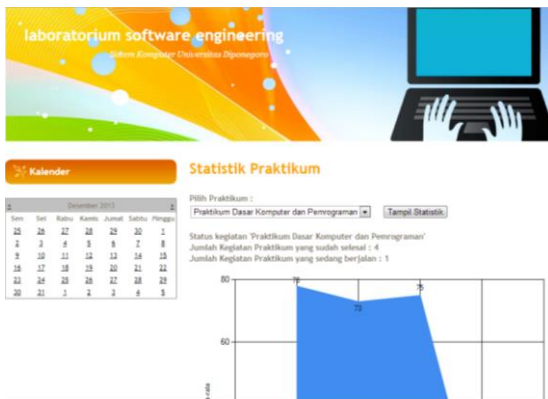 laboratorium software engineering
Sistem Komputer Universitas Diponegoro
Kalender
Statistik Praktikum
Pilih Praktikum :
Praktikum Dasar Komputer dan Pemrograman
Tampil Statistik
Desember 2013
Sen Sel Rabu Kamis Jumat Sabtu Minggu
25 26 27 28 29 30 1
2 3 4 5 6 7 8
9 10 11 12 13 14 15
16 17 18 19 20 21 22
23 24 25 26 27 28 29
30 31 1 2 3 4 5
Status kegiatan 'Praktikum Dasar Komputer dan Pemrograman'
Jumlah Kegiatan Praktikum yang sudah selesai : 4
Jumlah Kegiatan Praktikum yang sedang berjalan : 1
80
78
73
75
60